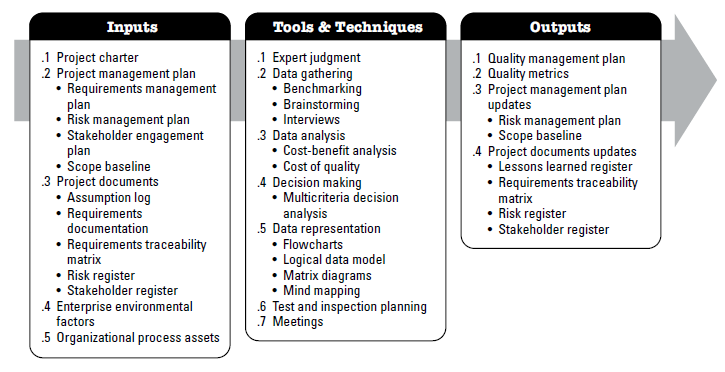 Inputs
.1 Project charter
.2 Project management plan
• Requirements management
plan
• Risk management plan
• Stakeholder engagement
plan
• Scope baseline
.3 Project documents
• Assumption log
• Requirements
documentation
• Requirements traceability
matrix
• Risk register
• Stakeholder register
.4 Enterprise environmental
factors
.5 Organizational process assets
Tools & Techniques
.1 Expert judgment
.2 Data gathering
• Benchmarking
• Brainstorming
• Interviews
.3 Data analysis
• Cost-benefit analysis
• Cost of quality
.4 Decision making
• Multicriteria decision
analysis
.5 Data representation
• Flowcharts
• Logical data model
• Matrix diagrams
• Mind mapping
.6 Test and inspection planning
.7 Meetings
Outputs
.1 Quality management plan
.2 Quality metrics
.3 Project management plan
updates
• Risk management plan
• Scope baseline
.4 Project documents updates
• Lessons learned register
• Requirements traceability
matrix
• Risk register
• Stakeholder register